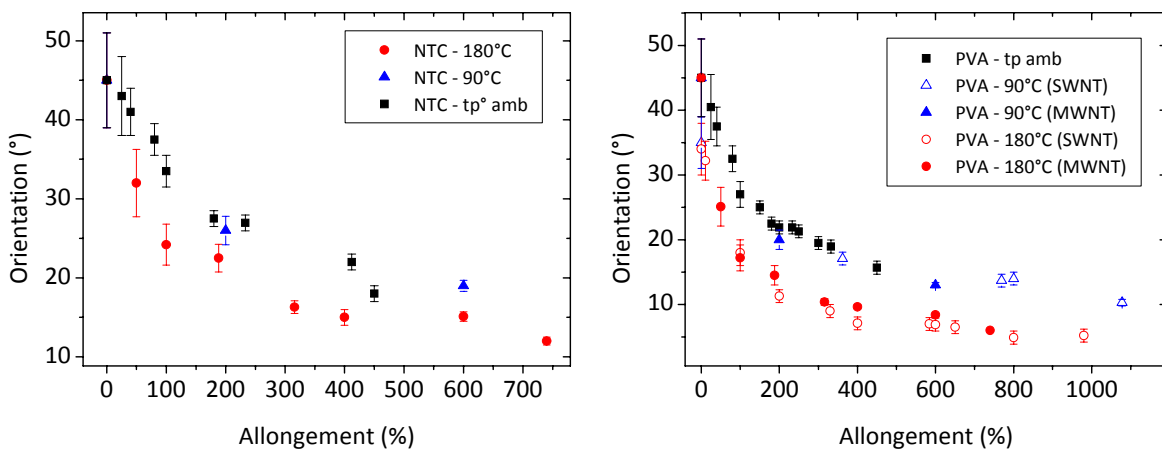 50
40
30
20
10
0
100
200
300
400
500
600
700
Orientation (°)
Allongement (%)
NTC - 180°C
NTC - 90°C
NTC - tp° amb
50
40
30
20
10
0
200
400
600
800
1000
Orientation (°)
Allongement (%)
PVA - tp amb
PVA - 90°C (SWNT)
PVA - 90°C (MWNT)
PVA - 180°C (SWNT)
PVA - 180°C (MWNT)